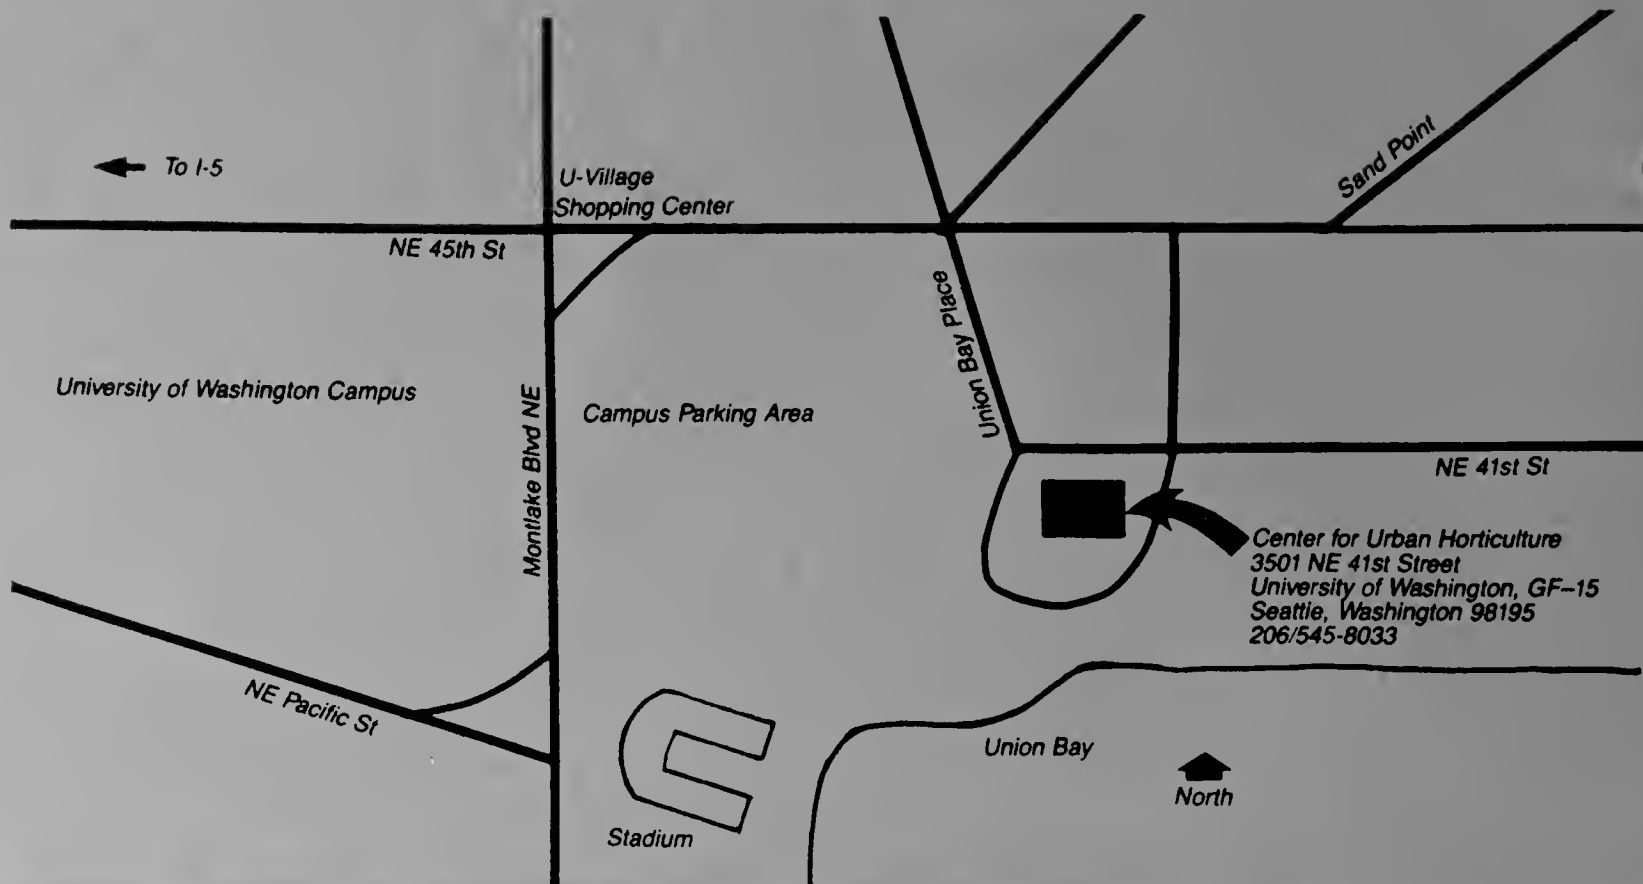 To I-5
U-Village
Shopping Center
Sand Point
NE 45th St
Union Bay Place
University of Washington Campus
Montlake Blvd NE
Campus Parking Area
NE 41st St
Center for Urban Horticulture
3501 NE 41st Street
University of Washington, GF-15
Seattle, Washington 98195
206/545-8033
NE Pacific St
Union Bay
North
Stadium